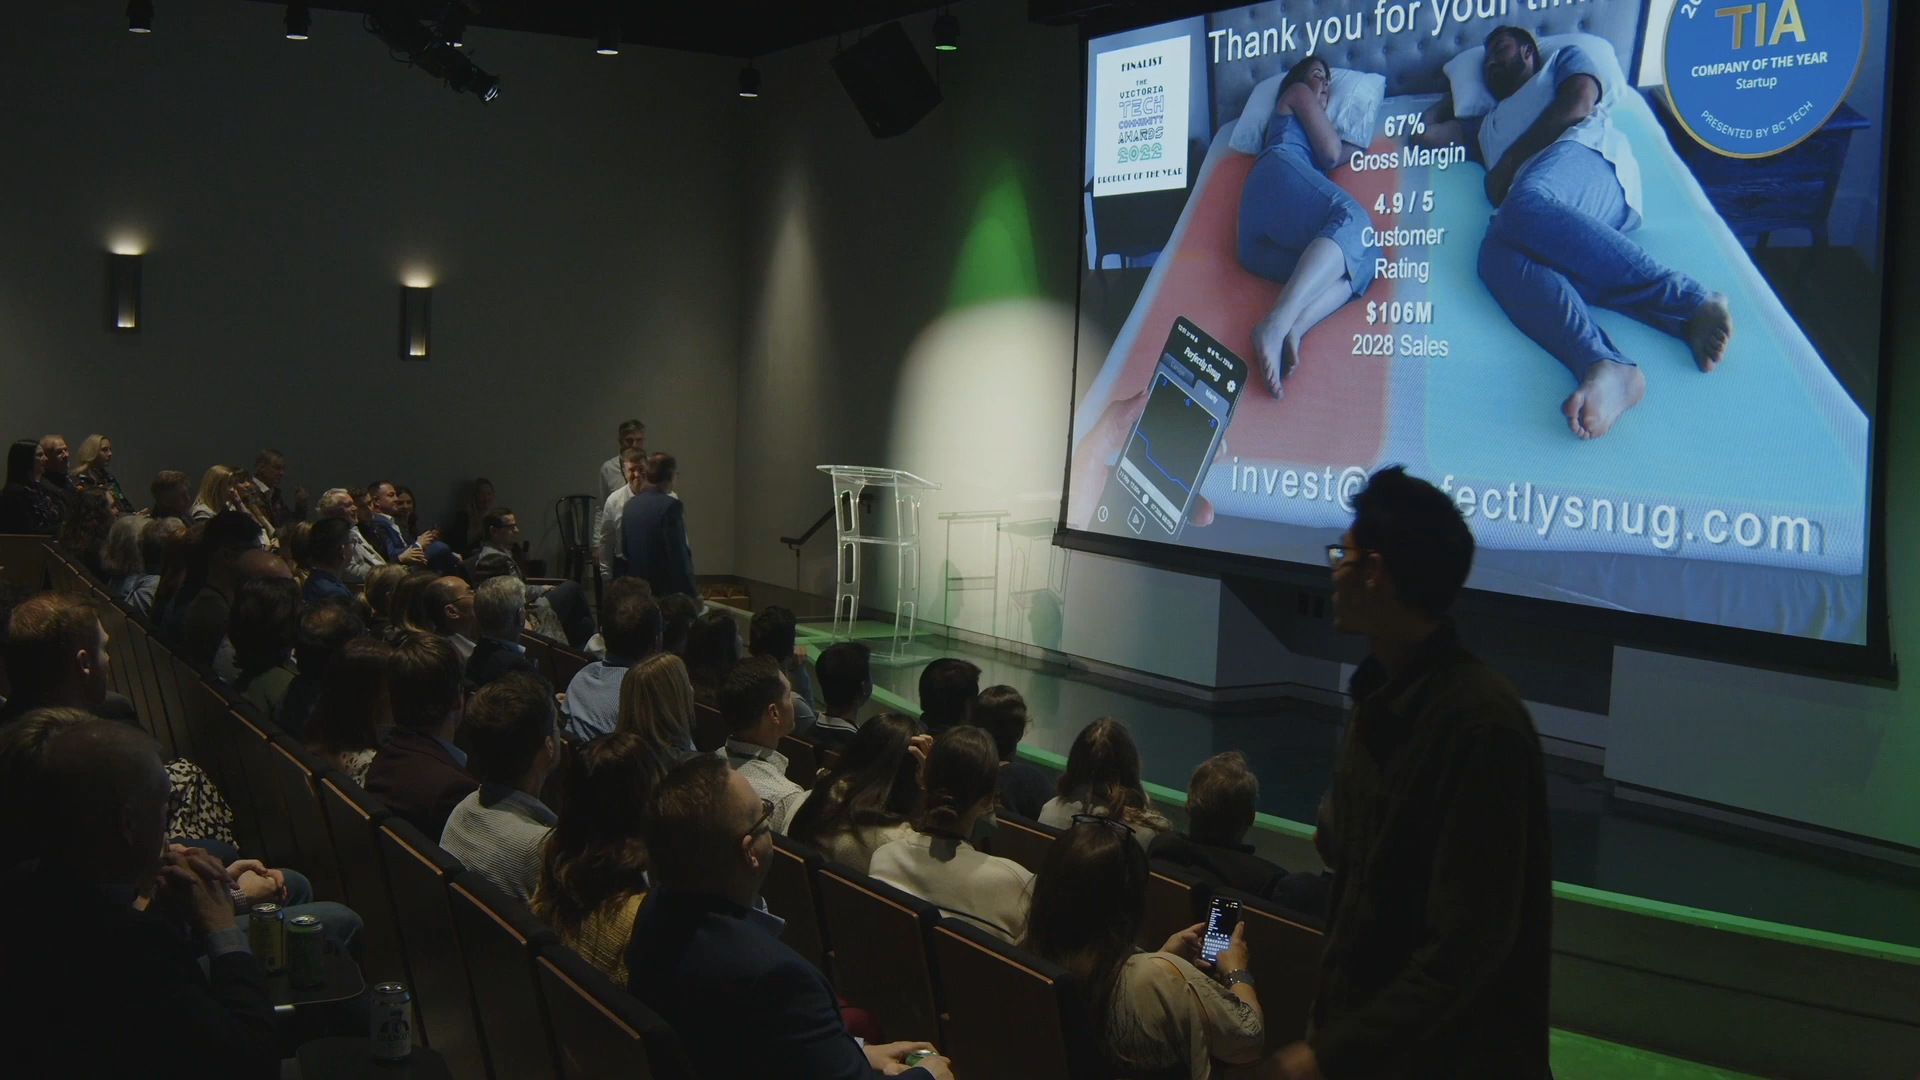 Thank you for your
FINALIST
THE
VICTORIA
TECH
COMMUNITY
AWARDS
2022
PRODUCT OF THE YEAR
TIA
COMPANY OF THE YEAR
Startup
PRESENTED BY BC TECH
67%
Gross Margin
4.9 / 5
Customer
Rating
$106M
2028 Sales
Perfectly Snug
invest@ fectlysnug.com